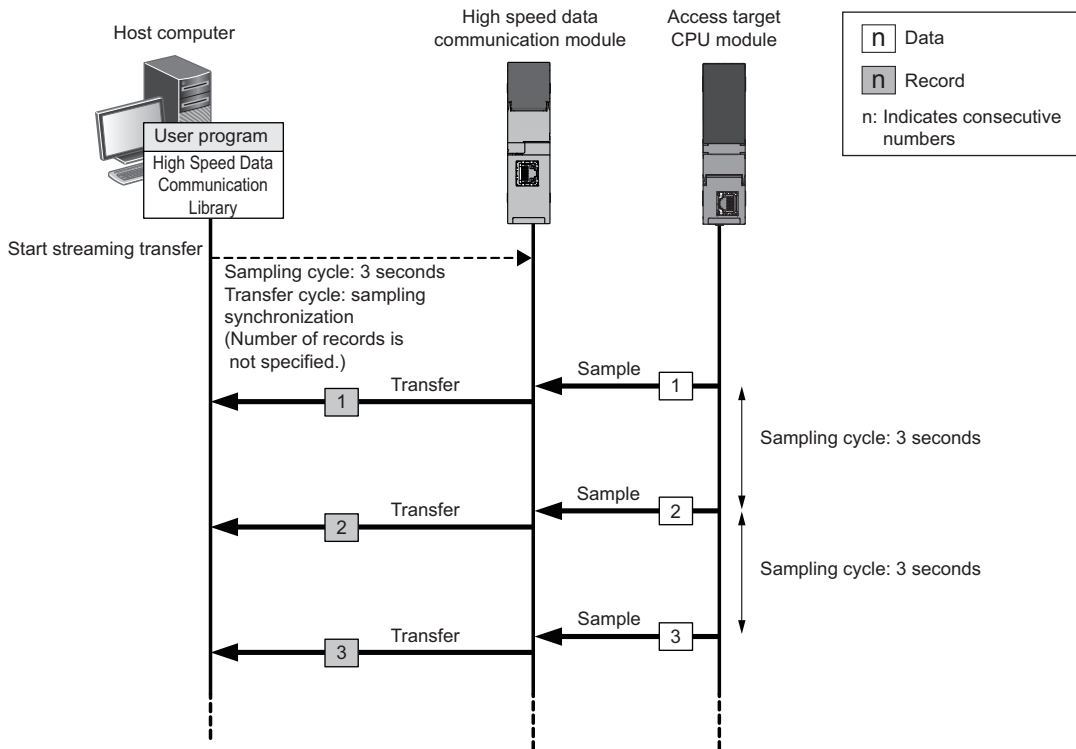 Host computer
High speed data
communication module
Access target
CPU module
n Data
n Record
n: Indicates consecutive
numbers
User program
High Speed Data
Communication
Library
Start streaming transfer
Sampling cycle: 3 seconds
Transfer cycle: sampling
synchronization
(Number of records is
not specified.)
Sample
1
Transfer
1
Sampling cycle: 3 seconds
Sample
2
Transfer
2
Sampling cycle: 3 seconds
Sample
3
Transfer
3